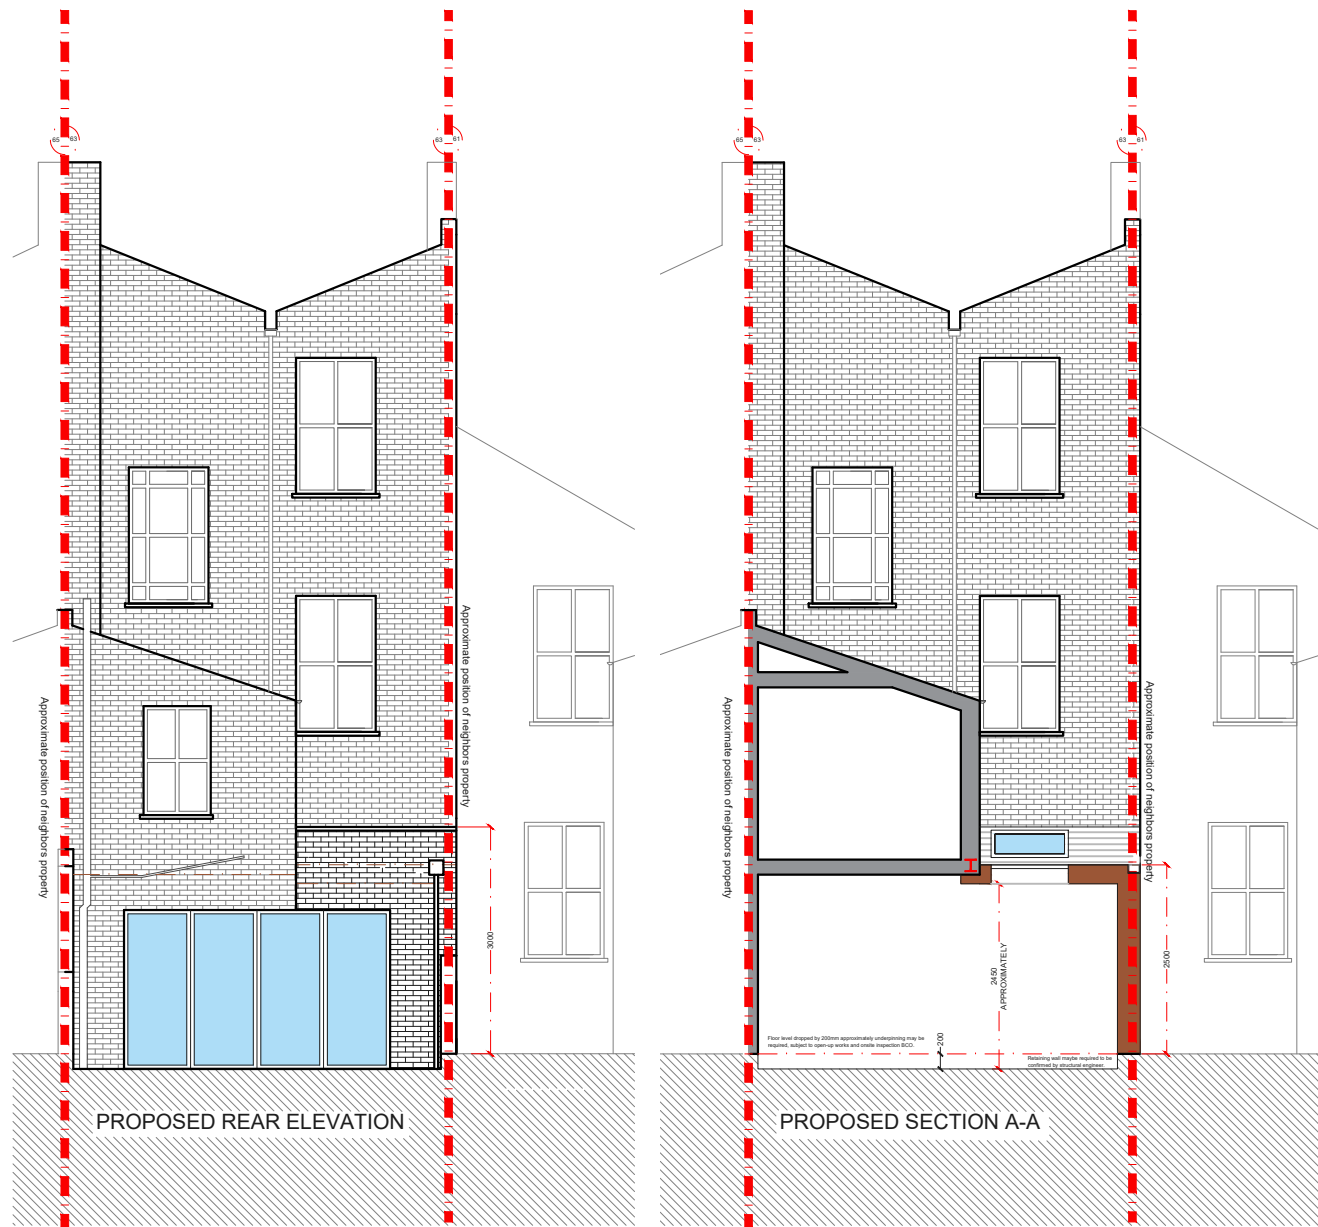 65 63
63 61
65 63
63 61
Approximate position of neighbors property
Approximate position of neighbors property
3000
PROPOSED REAR ELEVATION
Approximate position of neighbors property
Approximate position of neighbors property
2450
APPROXIMATELY
2500
200
Floor level dropped by 200mm approximately underpinning may be
required, subject to open-up works and onsite inspection BCO.
Retaining wall maybe required to be
confirmed by structural engineer.
PROPOSED SECTION A-A